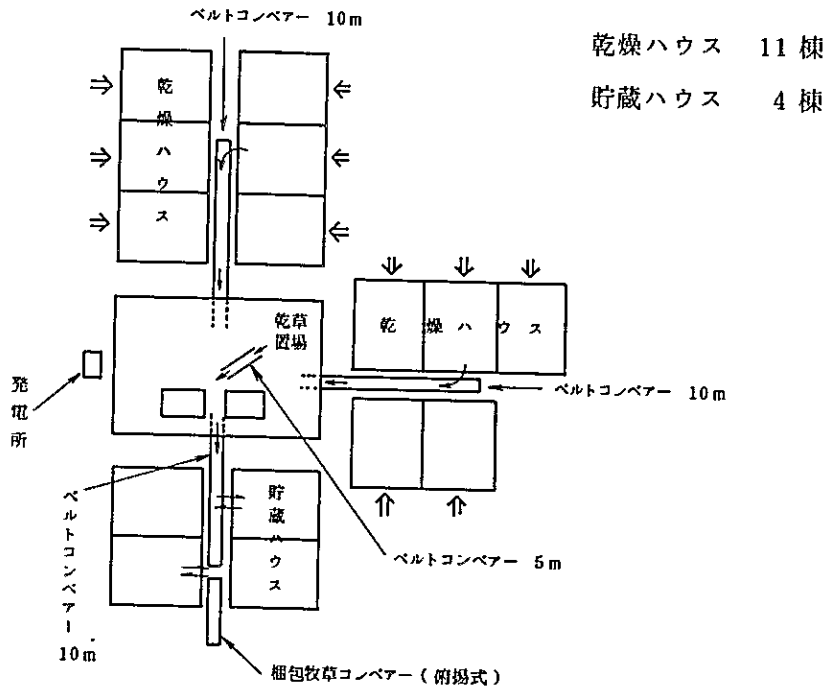 ベルトコンベアー 10m
乾燥ハウス 11棟
貯蔵ハウス 4棟
乾燥ハウス
乾草
置場
乾燥ハウス
発電所
ベルトコンベアー 10m
貯蔵ハウス
ベルトコンベアー 10m
ベルトコンベアー 5m
梱包牧草コンベアー(俯揚式)